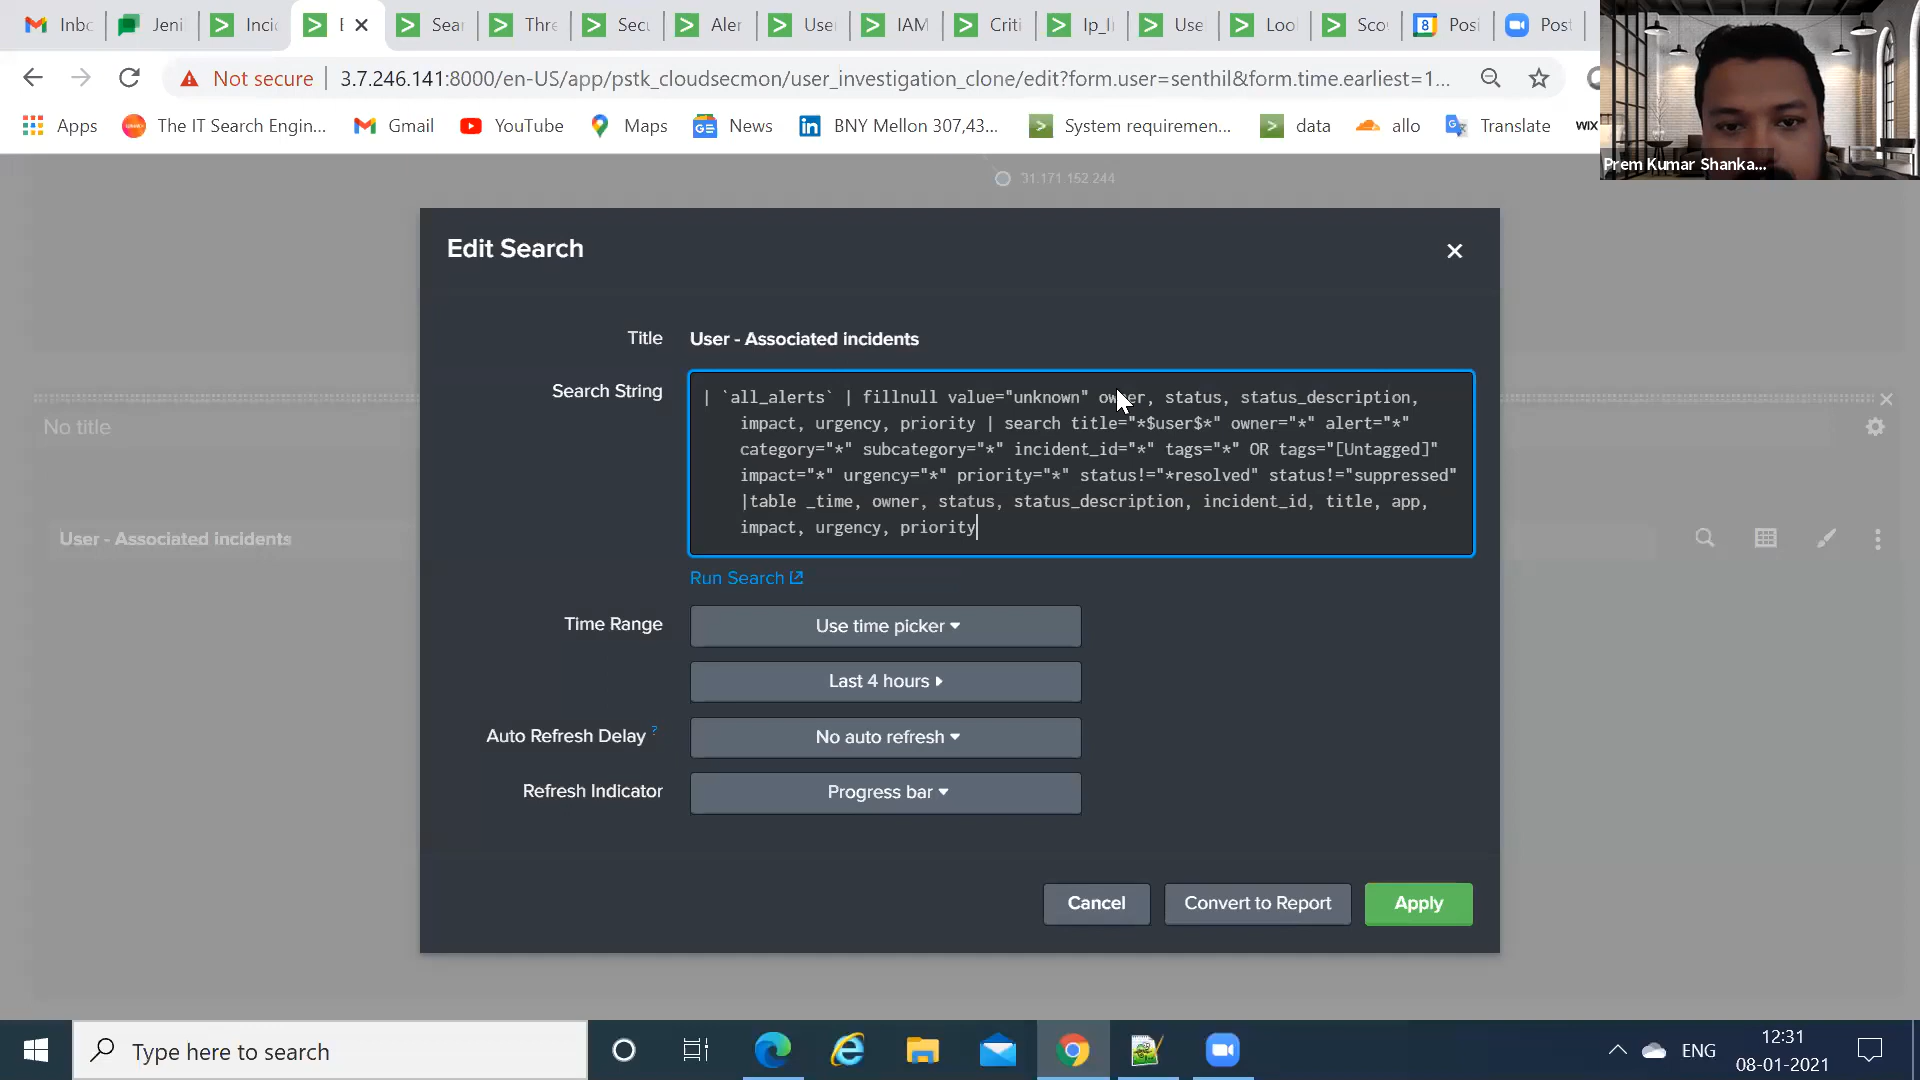 Inbo
Jeni
Inci
E
Sear
Thre
Secu
Aler
User
IAM
Criti
Ip_I
Use
Loo
Sco
8
Posi
Post
Not secure
3.7.246.141:8000/en-US/app/pstk_cloudsecmon/user_investigation_clone/edit?form.user=senthil&form.time.earliest=1...
Apps
The IT Search Engin...
Gmail
YouTube
Maps
News
BNY Mellon 307,43...
System requiremen...
data
allo
Translate
WIX
Prem Kumar Shanka...
31.171.152.244
Edit Search
Title
User - Associated incidents
Search String
| `all_alerts` | fillnull value="unknown" owner, status, status_description,
impact, urgency, priority | search title="*$user$*" owner="*" alert="*"
category="*" subcategory="*" incident_id="*" tags="*" OR tags="[Untagged]"
impact="*" urgency="*" priority="*" status!="*resolved" status!="suppressed"
|table _time, owner, status, status_description, incident_id, title, app,
impact, urgency, priority
No title
User - Associated incidents
Run Search
Time Range
Use time picker
Last 4 hours
Auto Refresh Delay ?
No auto refresh
Refresh Indicator
Progress bar
Cancel
Convert to Report
Apply
Type here to search
ENG
12:31
08-01-2021